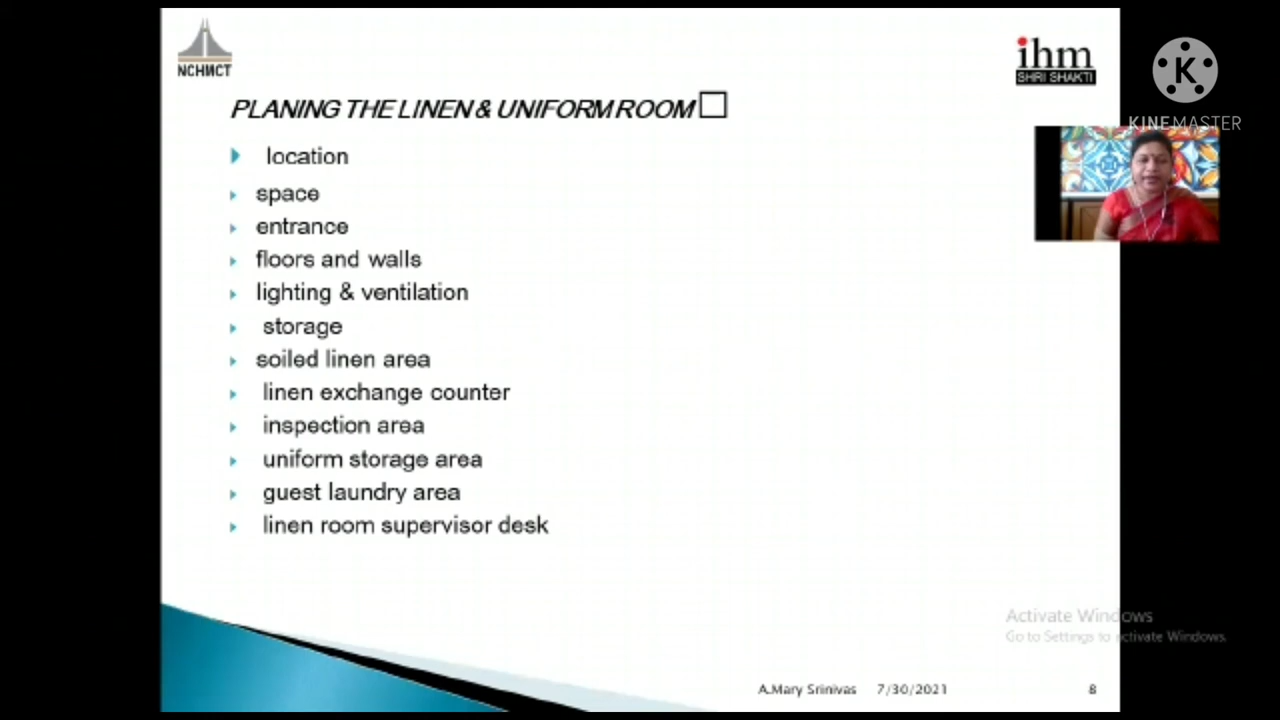 NCHMCT
ihm
SHRI SHAKTI
K
KINEMASTER
PLANING THE LINEN & UNIFORM ROOM
location
space
entrance
floors and walls
lighting & ventilation
storage
soiled linen area
linen exchange counter
inspection area
uniform storage area
guest laundry area
linen room supervisor desk
Activate Windows
Go to Settings to activate Windows.
A.Mary Srinivas 7/30/2021 8